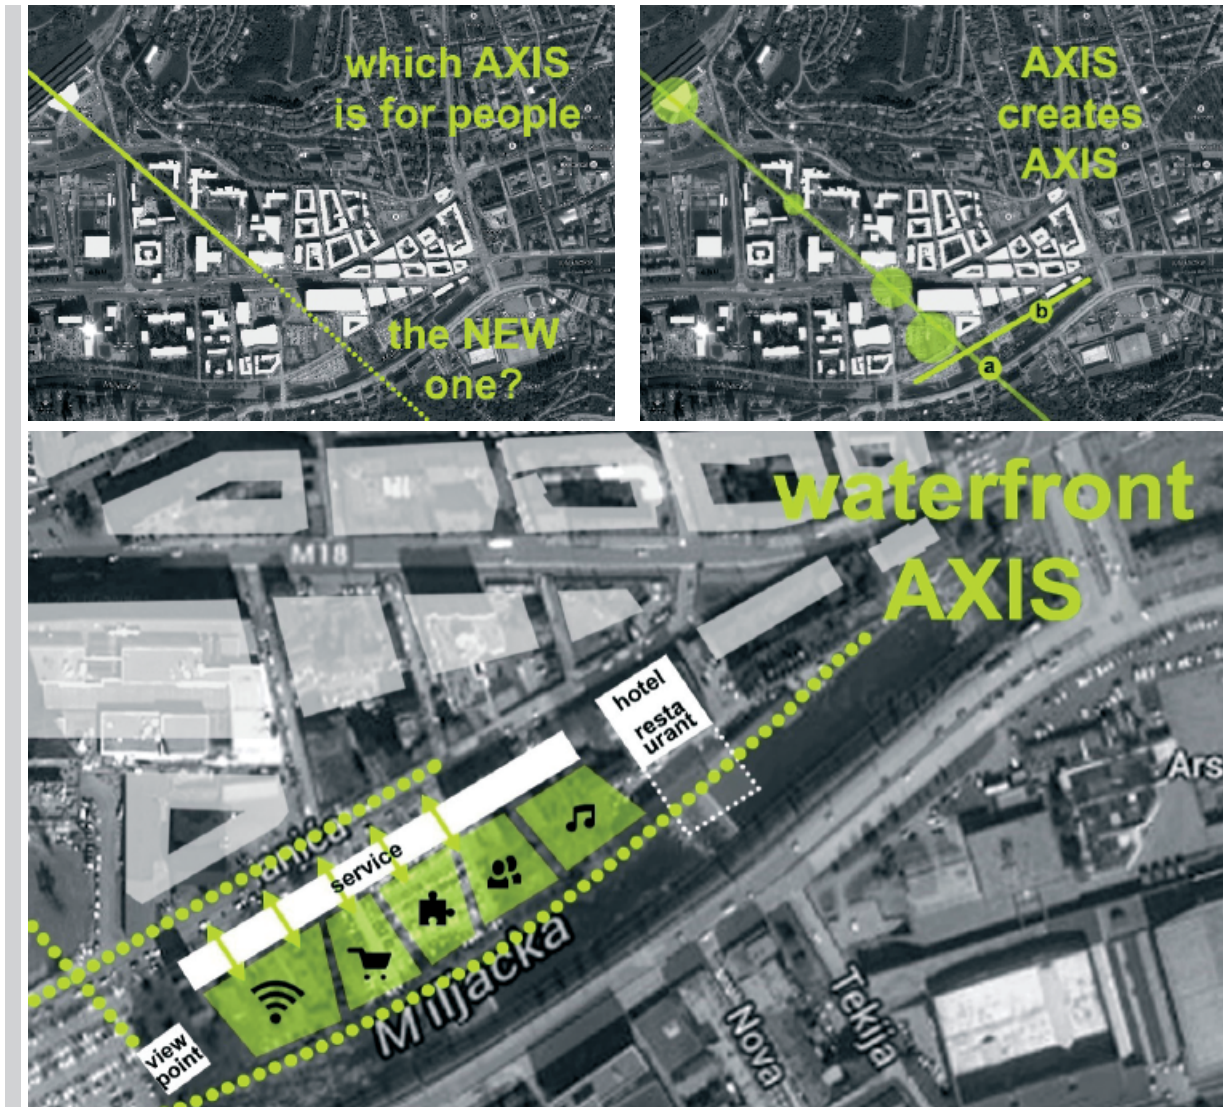 which AXIS
is for people
the NEW
one?
AXIS
creates
AXIS
b
a
waterfront
AXIS
M18
hotel
resta
urant
Ars
service
Miljacka
view
point
Nova
Tekija